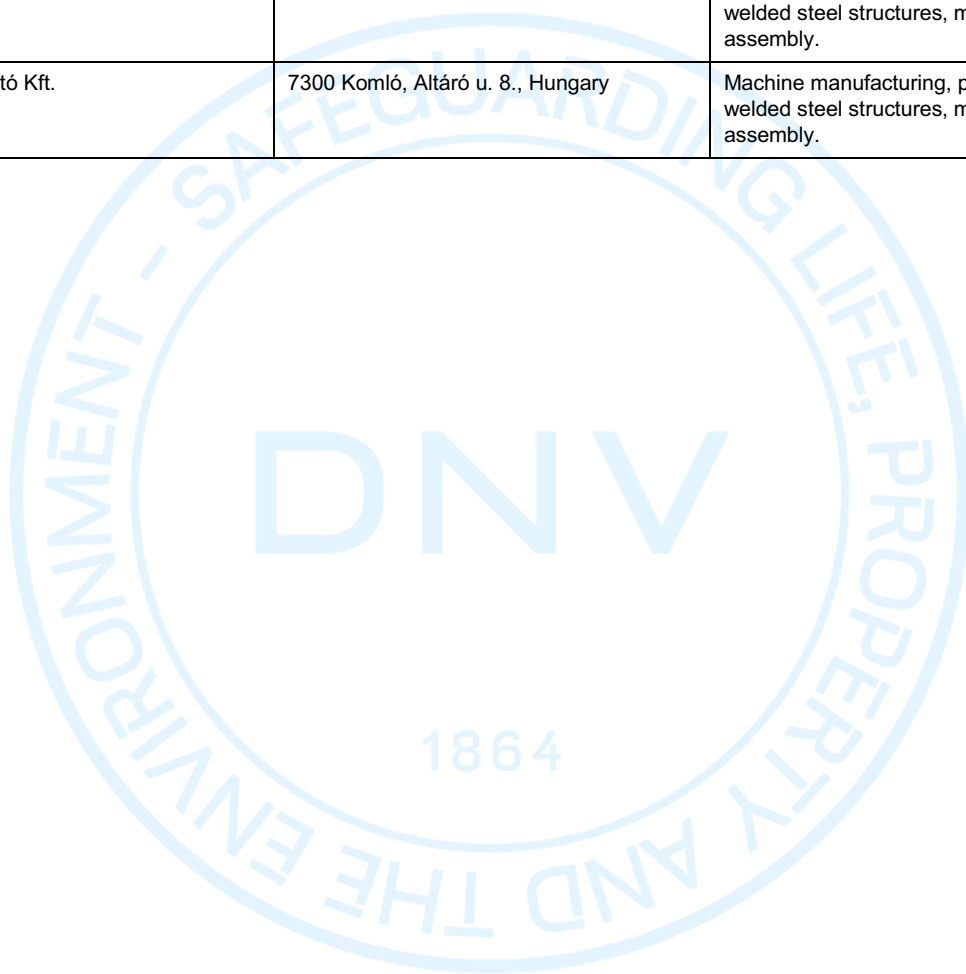 welded steel structures,
assembly.
tó Kft.
7300 Komló, Altáró u. 8., Hungary
Machine manufacturing,
welded steel structures,
assembly.
SAFEGUARDING LIFE, PROPERTY AND THE ENVIRONMENT -
DNV
1864